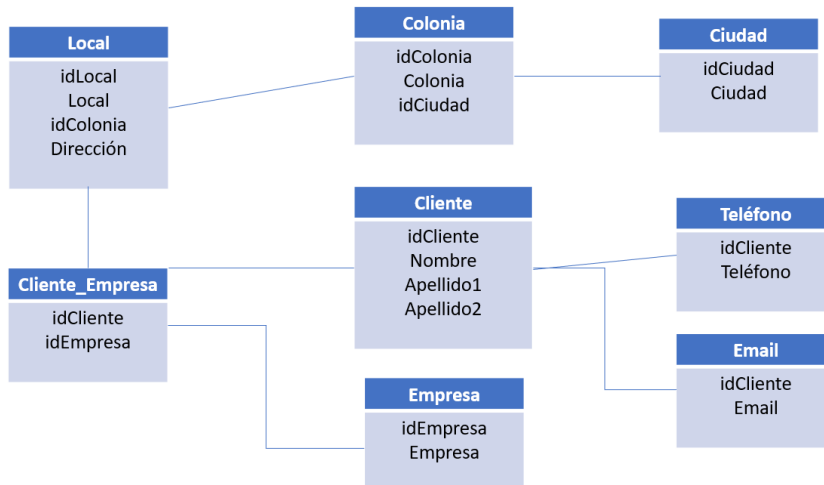 Local
idLocal
Local
idColonia
Dirección
Colonia
idColonia
Colonia
idCiudad
Ciudad
idCiudad
Ciudad
Cliente_Empresa
idCliente
idEmpresa
Cliente
idCliente
Nombre
Apellido1
Apellido2
Teléfono
idCliente
Teléfono
Empresa
idEmpresa
Empresa
Email
idCliente
Email